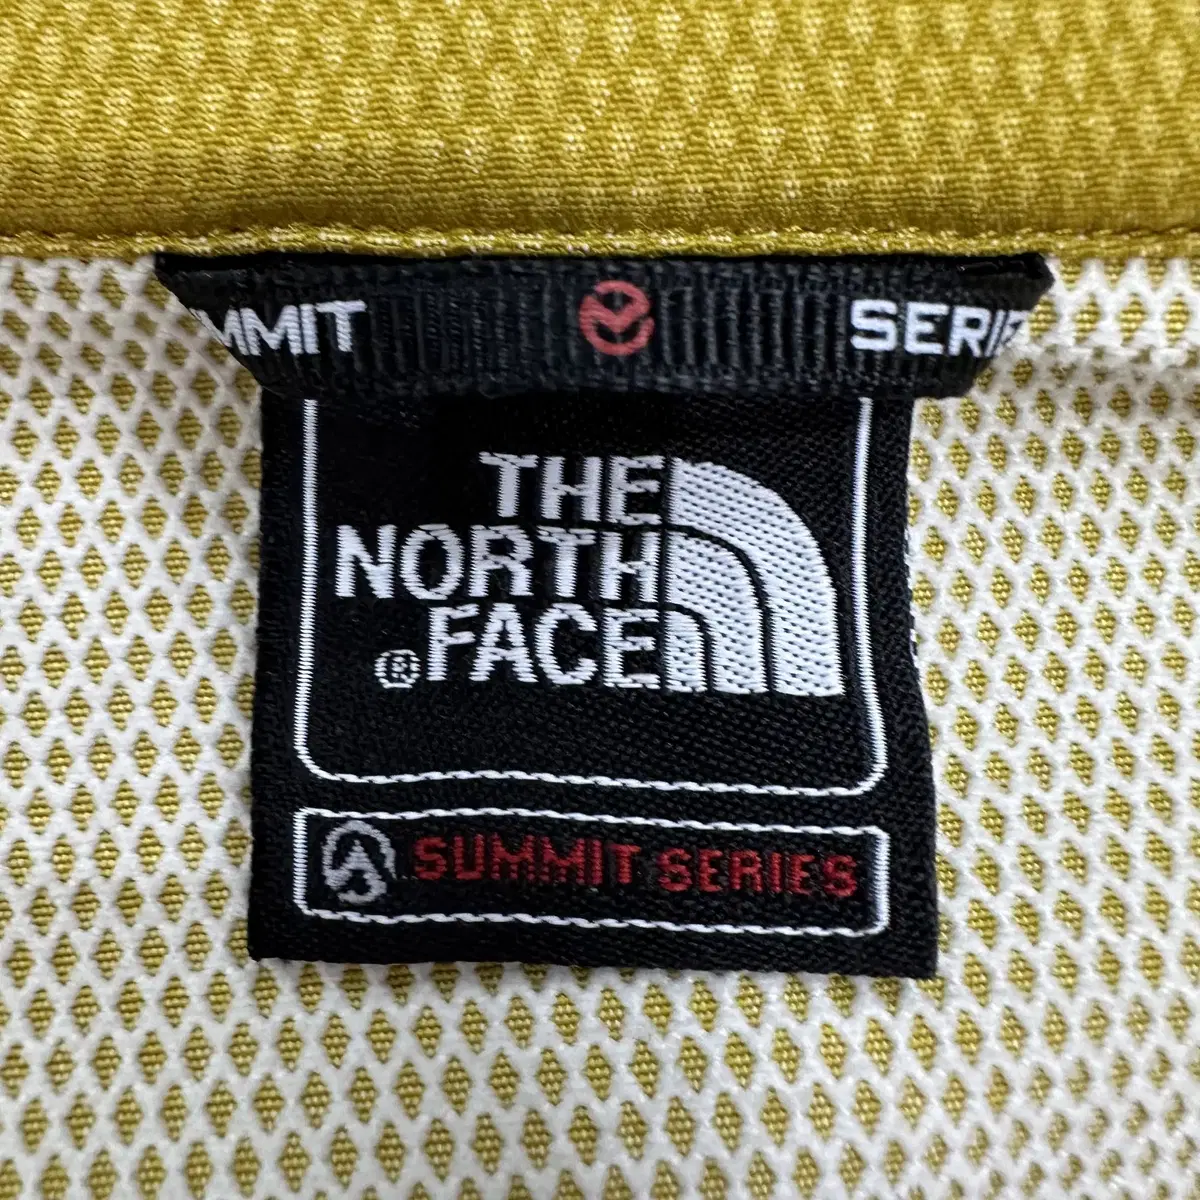 MMIT SERIE
THE
NORTH
FACE
®
SUMMIT SERIES